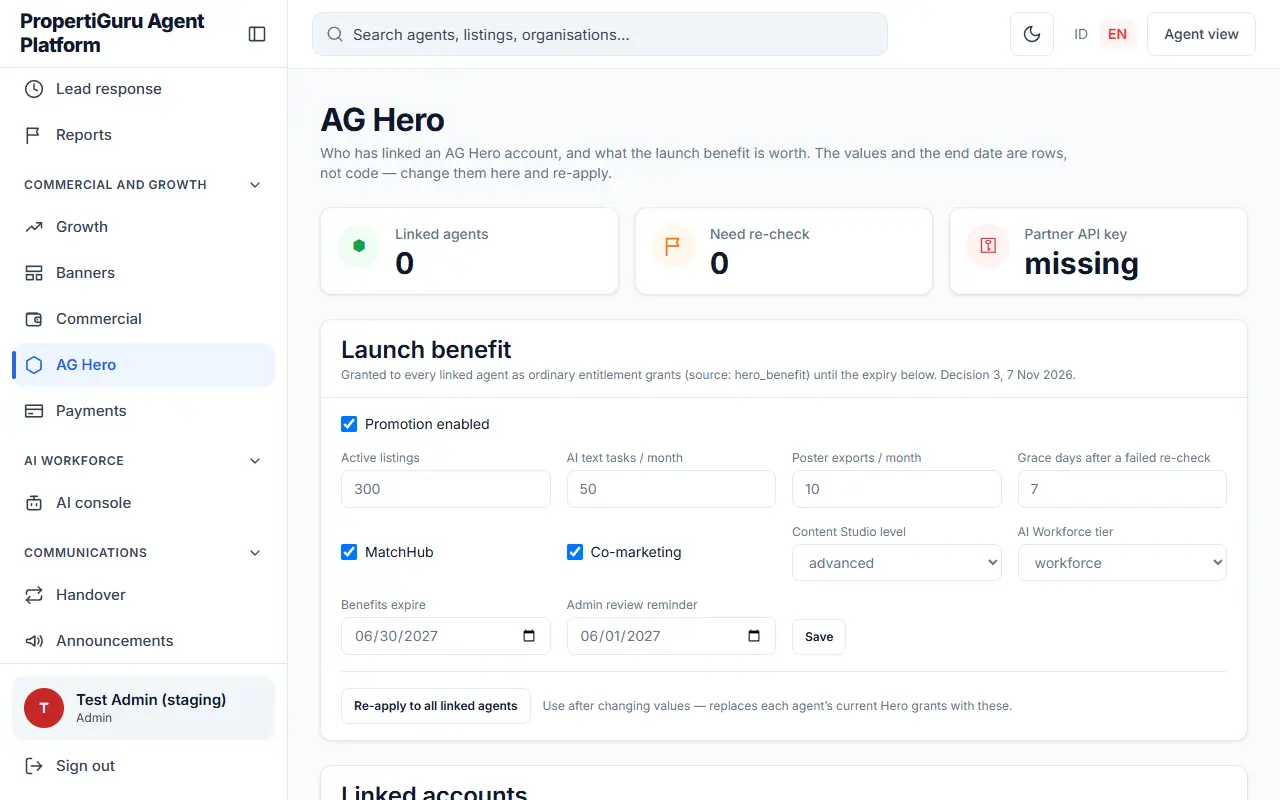 PropertiGuru Agent
Platform
Search agents, listings, organisations...
ID
EN
Agent view
Lead response
Reports
COMMERCIAL AND GROWTH
Growth
Banners
Commercial
AG Hero
Payments
AI WORKFORCE
AI console
COMMUNICATIONS
Handover
Announcements
T
Test Admin (staging)
Admin
Sign out
AG Hero
Who has linked an AG Hero account, and what the launch benefit is worth. The values and the end date are rows,
not code — change them here and re-apply.
Linked agents
0
Need re-check
0
Partner API key
missing
Launch benefit
Granted to every linked agent as ordinary entitlement grants (source: hero_benefit) until the expiry below. Decision 3, 7 Nov 2026.
Promotion enabled
Active listings
AI text tasks / month
Poster exports / month
Grace days after a failed re-check
300
50
10
7
MatchHub
Co-marketing
Content Studio level
AI Workforce tier
advanced
workforce
Benefits expire
Admin review reminder
06/30/2027
06/01/2027
Save
Re-apply to all linked agents
Use after changing values — replaces each agent's current Hero grants with these.
Linked accounts